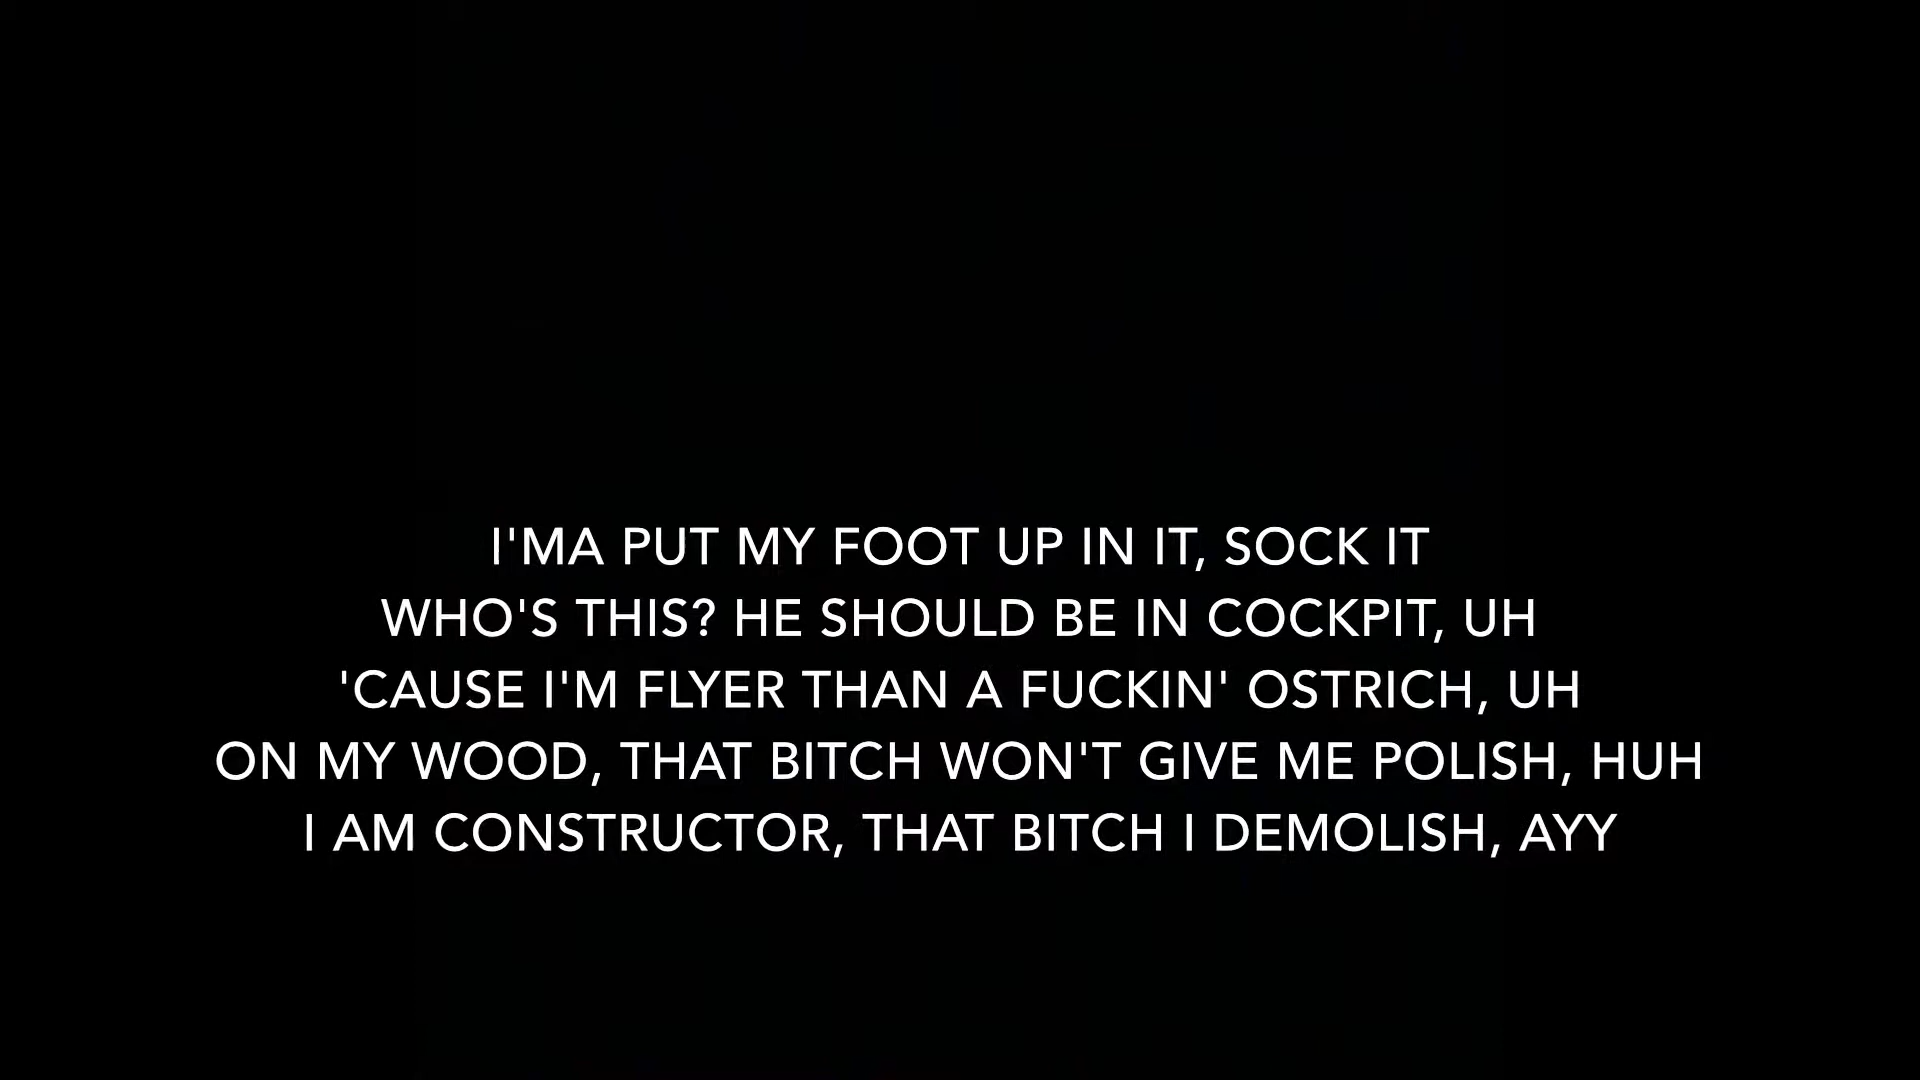 I'MA PUT MY FOOT UP IN IT, SOCK IT
WHO'S THIS? HE SHOULD BE IN COCKPIT, UH
'CAUSE I'M FLYER THAN A FUCKIN' OSTRICH, UH
ON MY WOOD, THAT BITCH WON'T GIVE ME POLISH, HUH
I AM CONSTRUCTOR, THAT BITCH I DEMOLISH, AYY